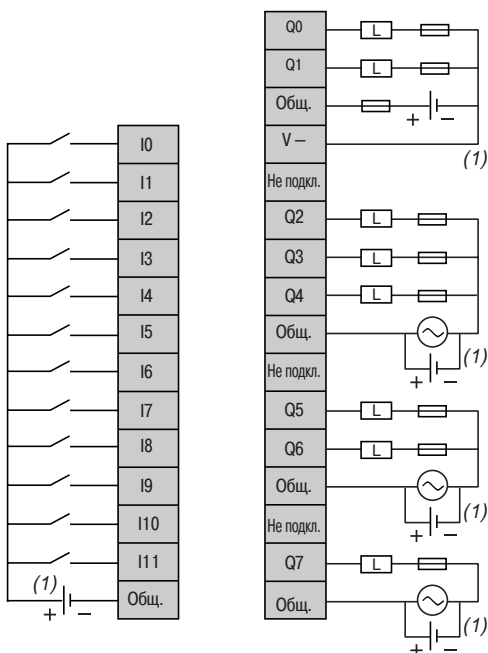 I0
I1
I2
I3
I4
I5
I6
I7
I8
I9
I10
I11
(1)
+ –
Общ.
Q0
L
Q1
L
Общ.
+ –
V –
(1)
Не подкл.
Q2
L
Q3
L
Q4
L
Общ.
(1)
+ –
Не подкл.
Q5
L
Q6
L
Общ.
(1)
+ –
Не подкл.
Q7
L
Общ.
(1)
+ –